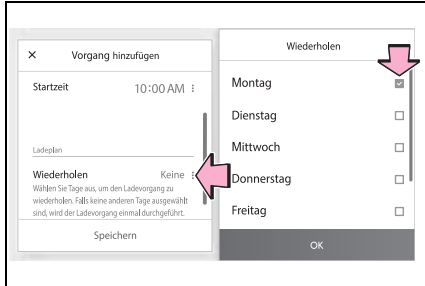 Vorgang hinzufügen
Startzeit 10:00 AM
Ladeplan
Wiederholen Keine
Wählen Sie Tage aus, um den Ladevorgang zu
wiederholen. Falls keine anderen Tage ausgewählt
sind, wird der Ladevorgang einmal durchgeführt.
Speichern
Wiederholen
Montag
Dienstag
Mittwoch
Donnerstag
Freitag
OK